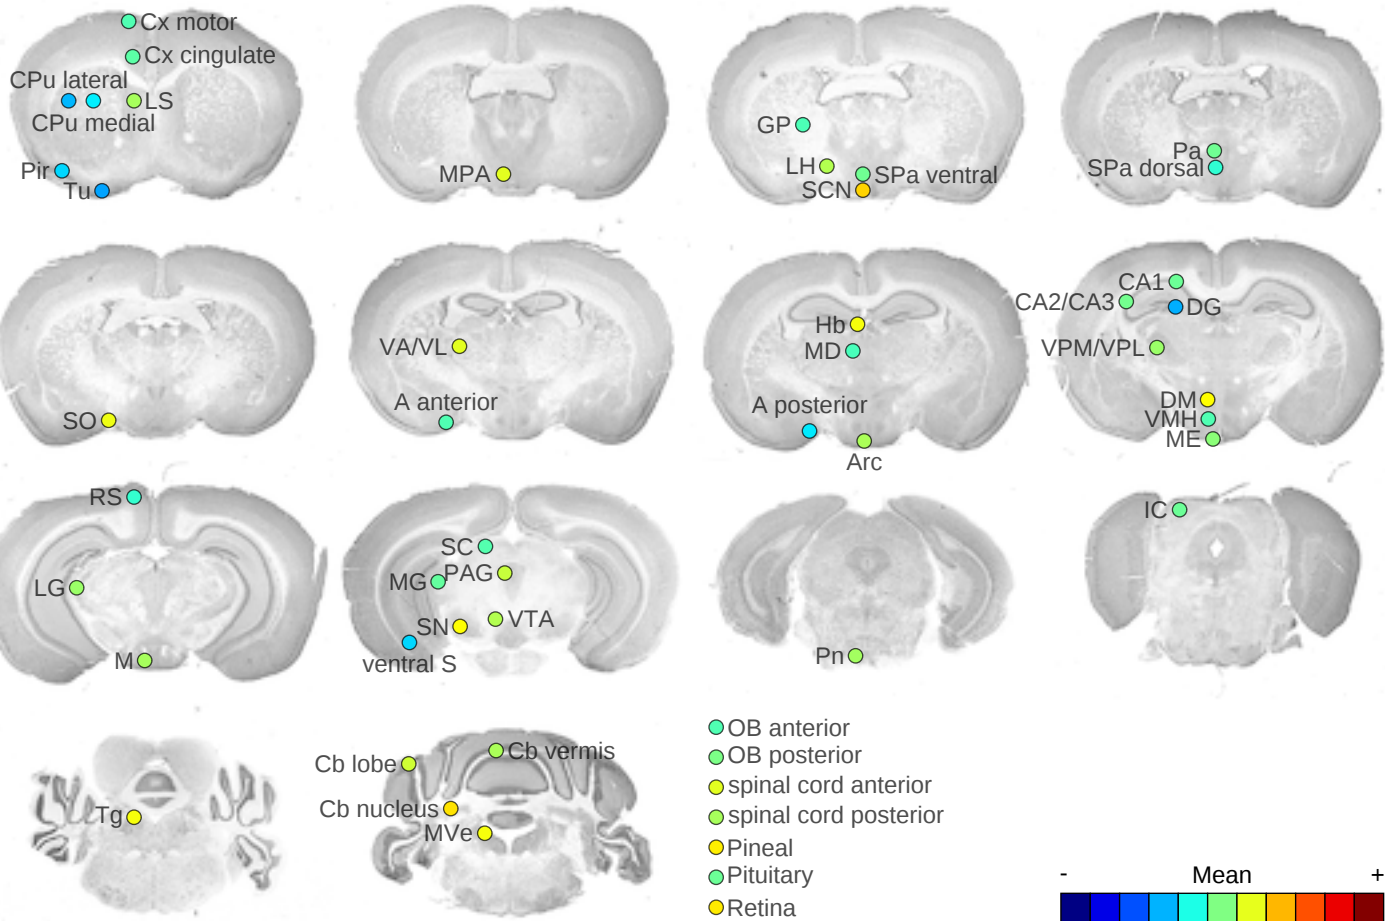 Cx motor
Cx cingulate
CPu lateral
LS
CPu medial
Pir
Tu
MPA
GP
LH
SPa ventral
SCN
Pa
SPa dorsal
SO
VA/VL
A anterior
Hb
MD
A posterior
Arc
CA1
CA2/CA3
DG
VPM/VPL
DM
VMH
ME
RS
LG
M
SC
MG
PAG
SN
VTA
ventral S
Pn
IC
Tg
Cb lobe
Cb vermis
Cb nucleus
MVe
OB anterior
OB posterior
spinal cord anterior
spinal cord posterior
Pineal
Pituitary
Retina
- Mean +